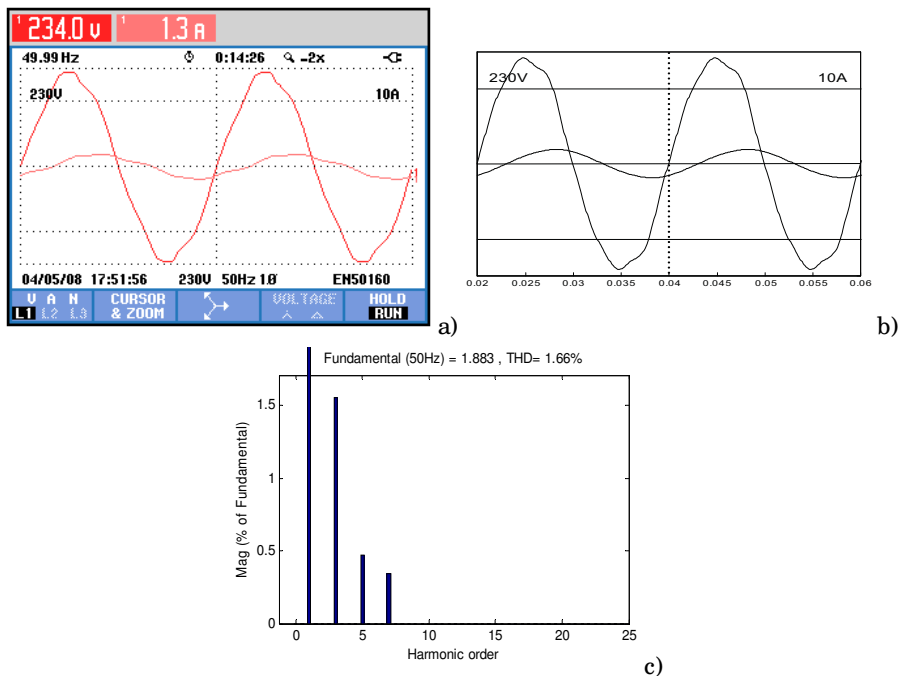 1 234.0 V 1 1.3 A
49.99 Hz 0:14:26 -2x
230V 10A
1
04/05/08 17:51:56 230V 50Hz 1Ø EN50160
V A N CURSOR VOLTAGE HOLD
L1 L2 L3 & ZOOM RUN
a)
230V 10A
0.02 0.025 0.03 0.035 0.04 0.045 0.05 0.055 0.06
b)
Fundamental (50Hz) = 1.883 , THD= 1.66%
Mag (% of Fundamental)
1.5
1
0.5
0
0 5 10 15 20 25
Harmonic order
c)